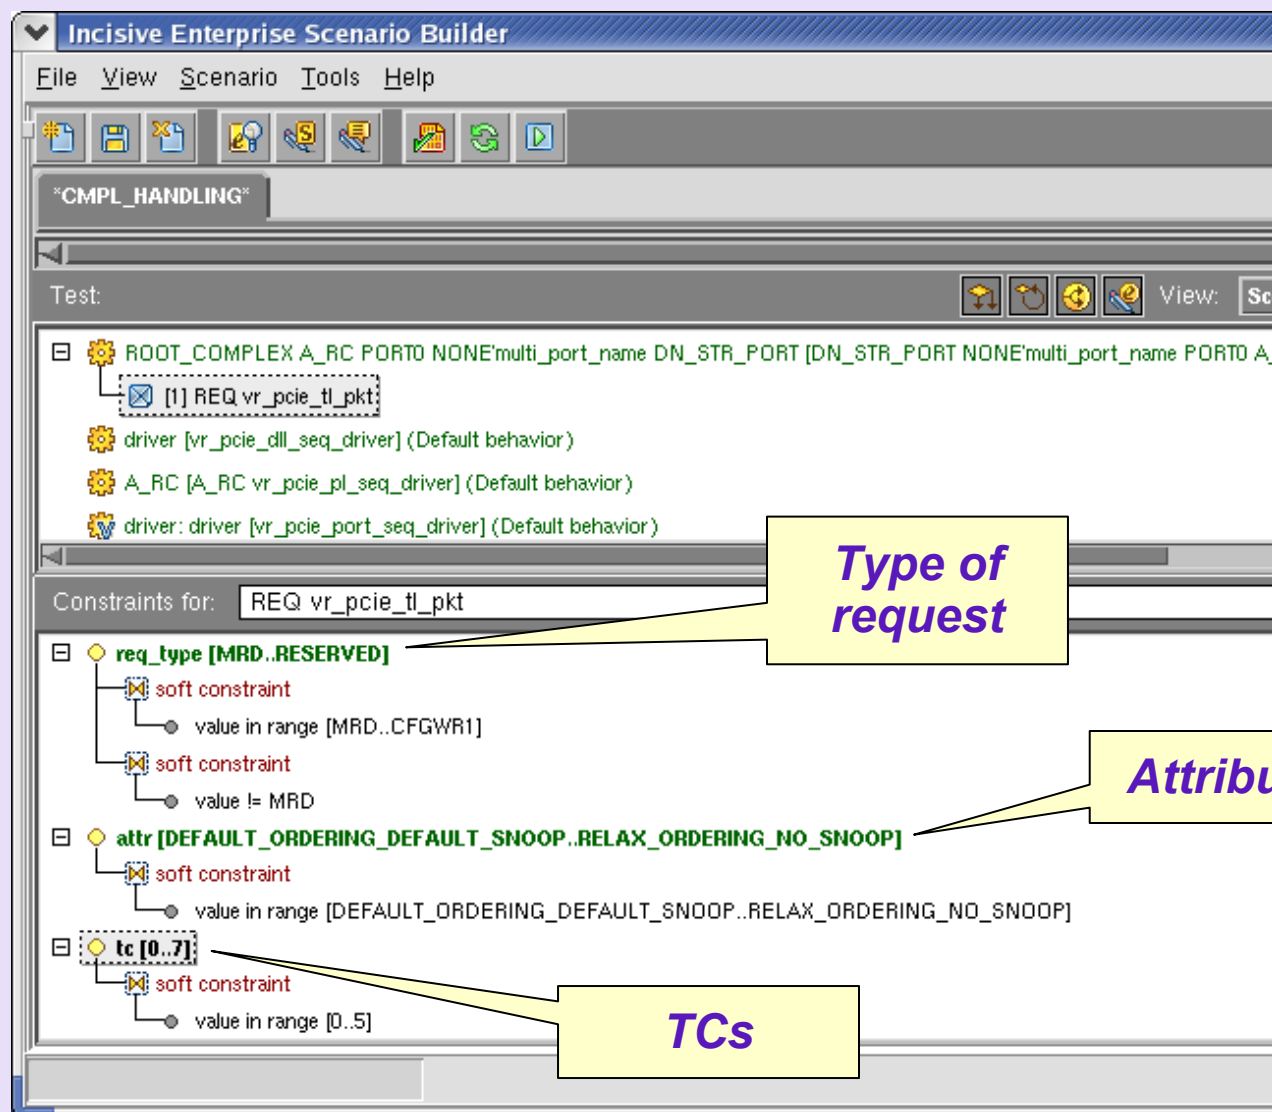 Incisive Enterprise Scenario Builder
File View Scenario Tools Help
*CMPL_HANDLING*
Test:
View:
Sc
ROOT_COMPLEX A_RC PORT0 NONE'multi_port_name DN_STR_PORT [DN_STR_PORT NONE'multi_port_name PORT0 A_
[1] REQ vr_pcie_tl_pkt
driver [vr_pcie_dll_seq_driver] (Default behavior)
A_RC [A_RC vr_pcie_pl_seq_driver] (Default behavior)
driver: driver [vr_pcie_port_seq_driver] (Default behavior)
Type of
request
Constraints for: REQ vr_pcie_tl_pkt
req_type [MRD..RESERVED]
soft constraint
value in range [MRD..CFGWR1]
soft constraint
value != MRD
Attribu
attr [DEFAULT_ORDERING_DEFAULT_SNOOP..RELAX_ORDERING_NO_SNOOP]
soft constraint
value in range [DEFAULT_ORDERING_DEFAULT_SNOOP..RELAX_ORDERING_NO_SNOOP]
tc [0..7]
soft constraint
value in range [0..5]
TCs